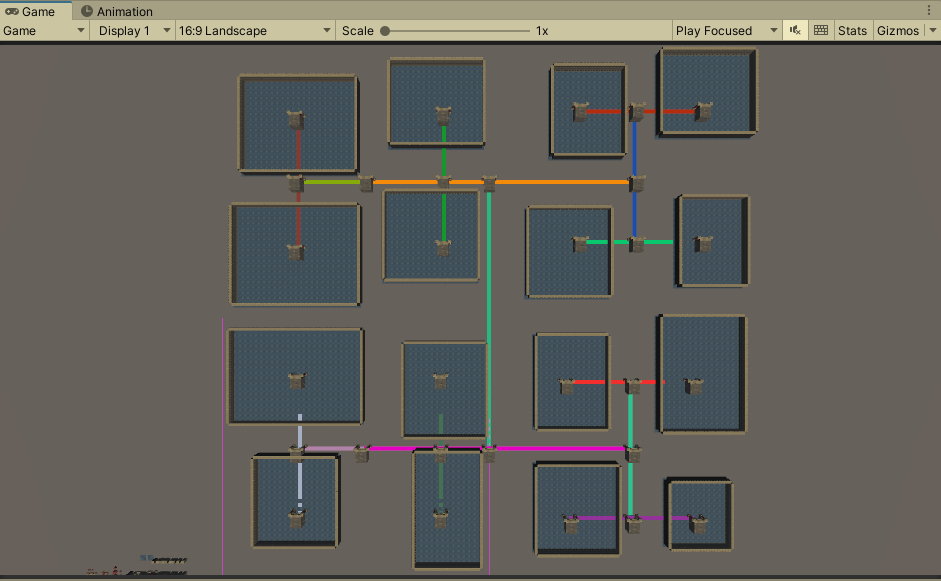 Game
Animation
Game
Display 1
16:9 Landscape
Scale
1x
Play Focused
Stats
Gizmos